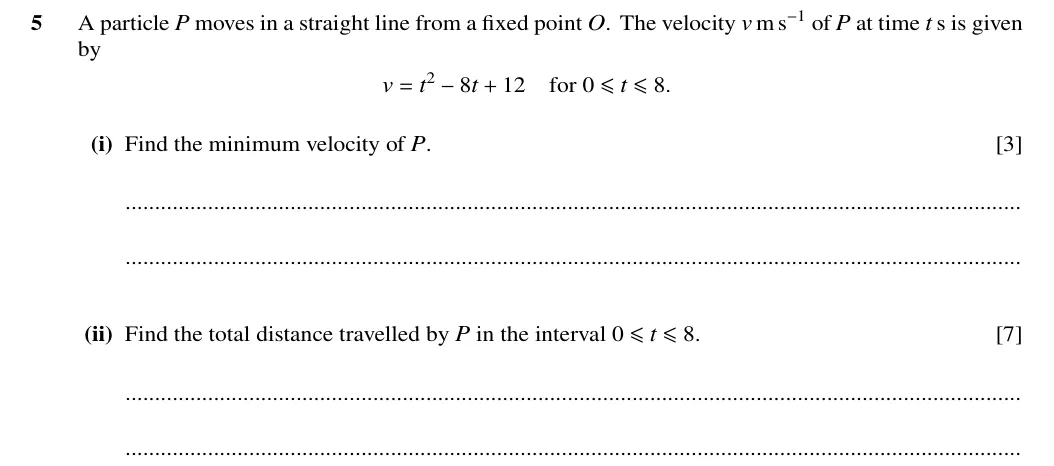 5 A particle P moves in a straight line from a fixed point O. The velocity v m s⁻¹ of P at time t s is given
by
v = t² − 8t + 12 for 0 ⩽ t ⩽ 8.
(i) Find the minimum velocity of P. [3]
(ii) Find the total distance travelled by P in the interval 0 ⩽ t ⩽ 8. [7]